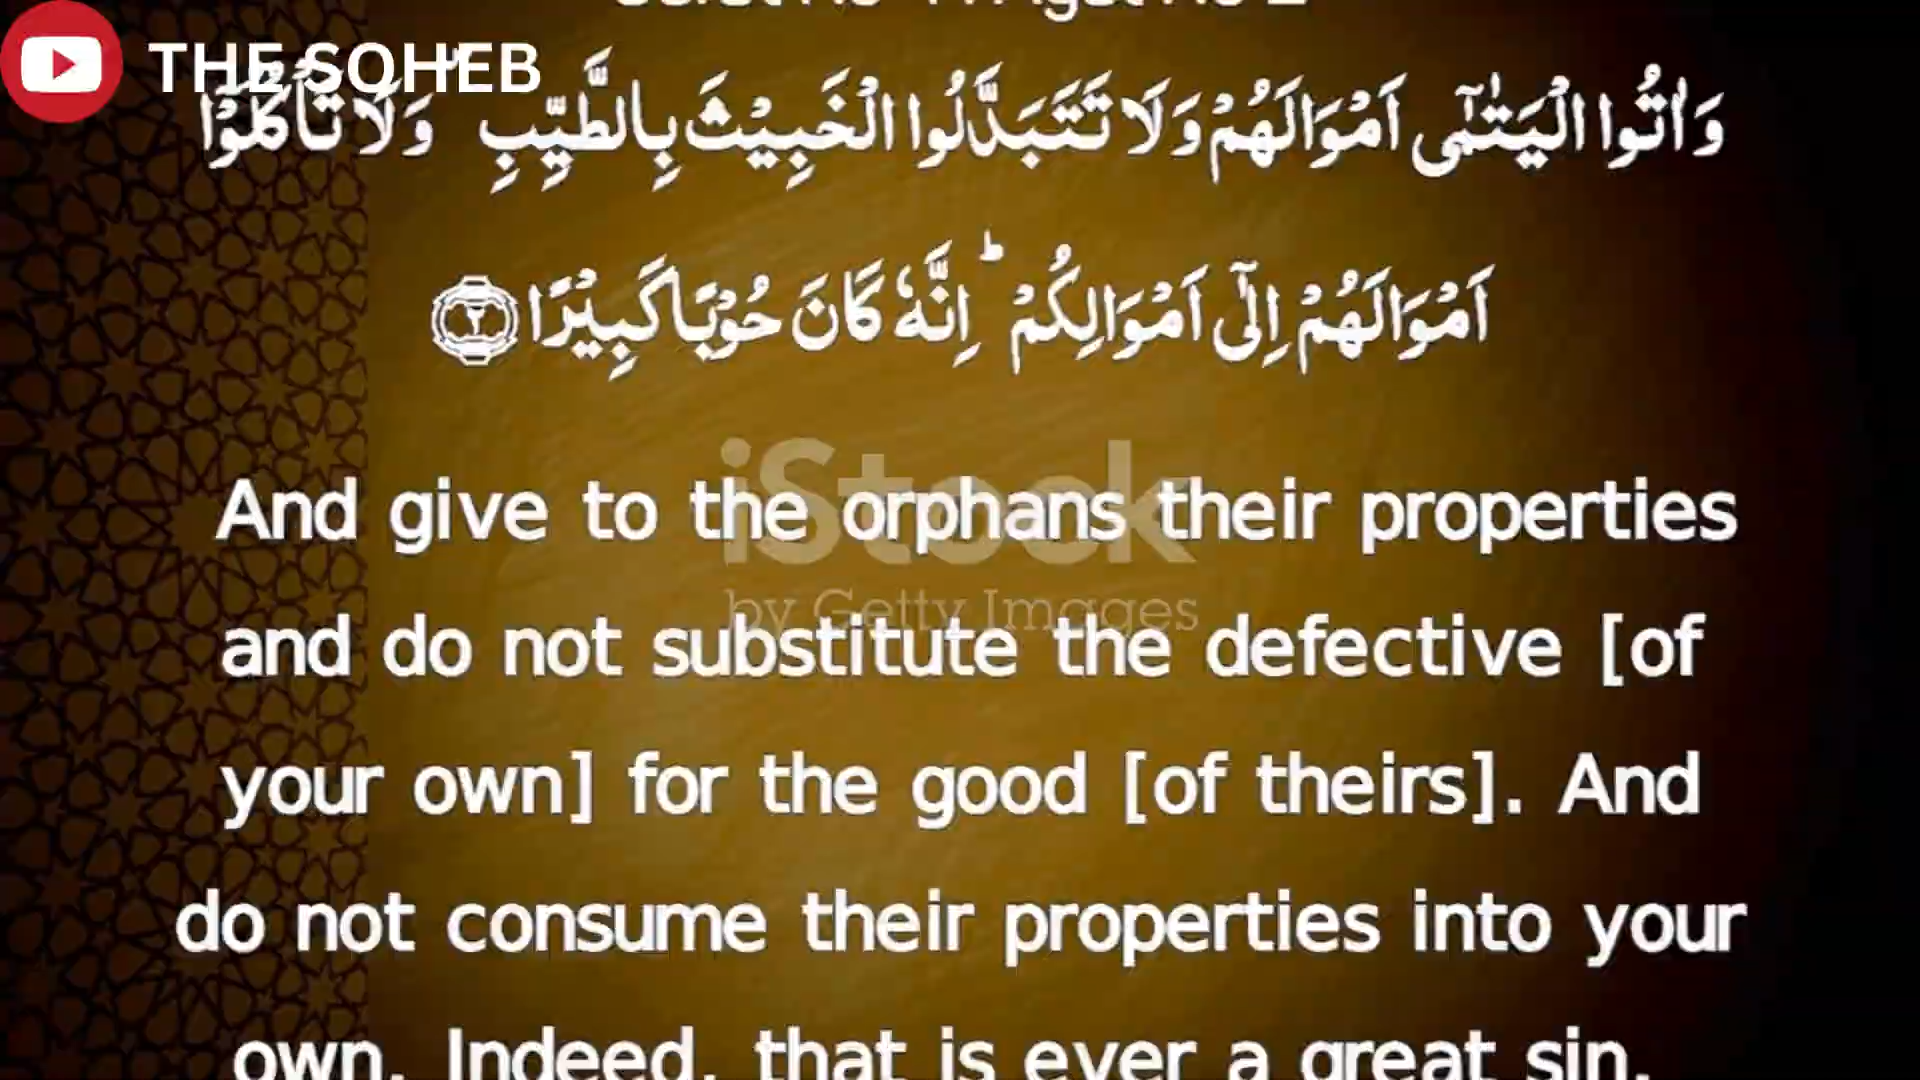 THE SOHEB
وَاٰتُوا الْيَتٰمٰٓى اَمْوَالَهُمْ وَلَا تَتَبَدَّلُوا الْخَبِيْثَ بِالطَّيِّبِ ۖ وَلَا تَأْكُلُوْٓا
اَمْوَالَهُمْ اِلٰٓى اَمْوَالِكُمْ ؕ اِنَّهٗ كَانَ حُوْبًا كَبِيْرًا ۝٢
iStock
by Getty Images
And give to the orphans their properties
and do not substitute the defective [of
your own] for the good [of theirs]. And
do not consume their properties into your
own. Indeed, that is ever a great sin.